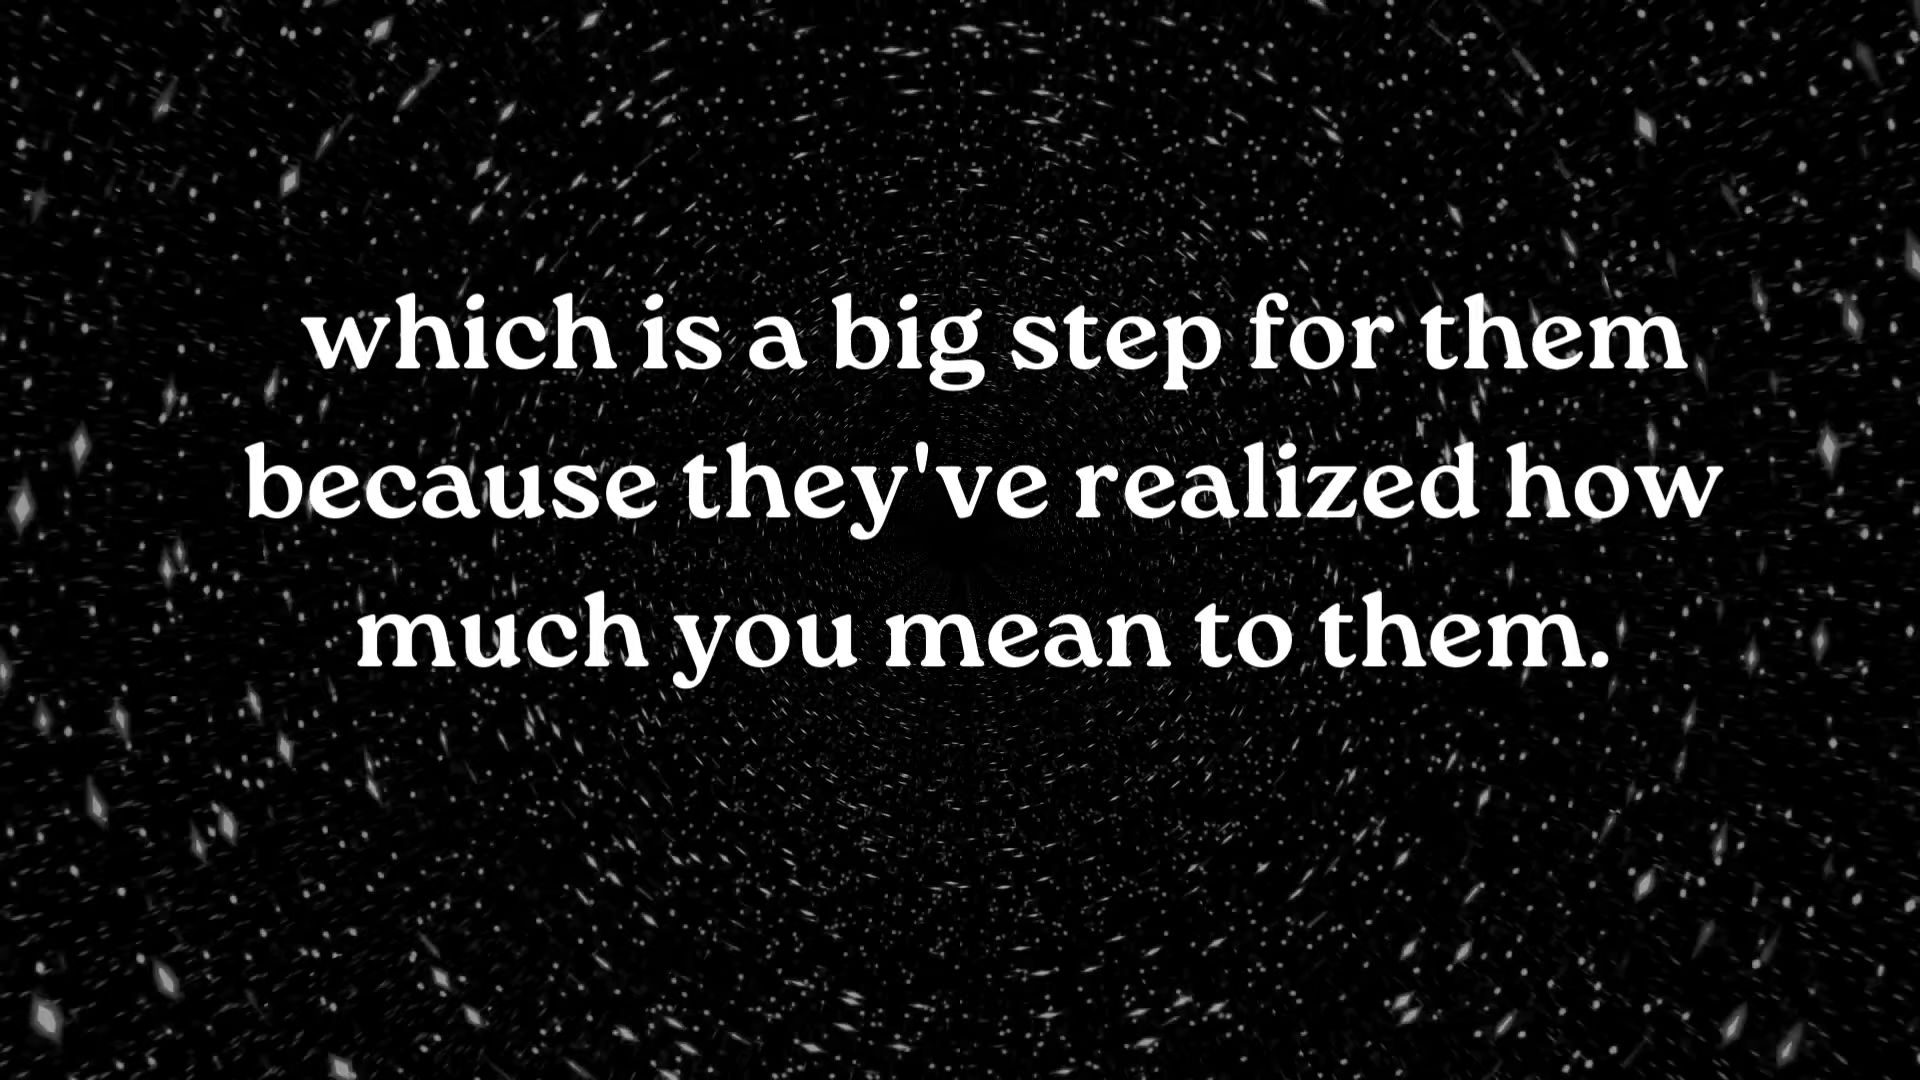 which is a big step for them
because they've realized how
much you mean to them.